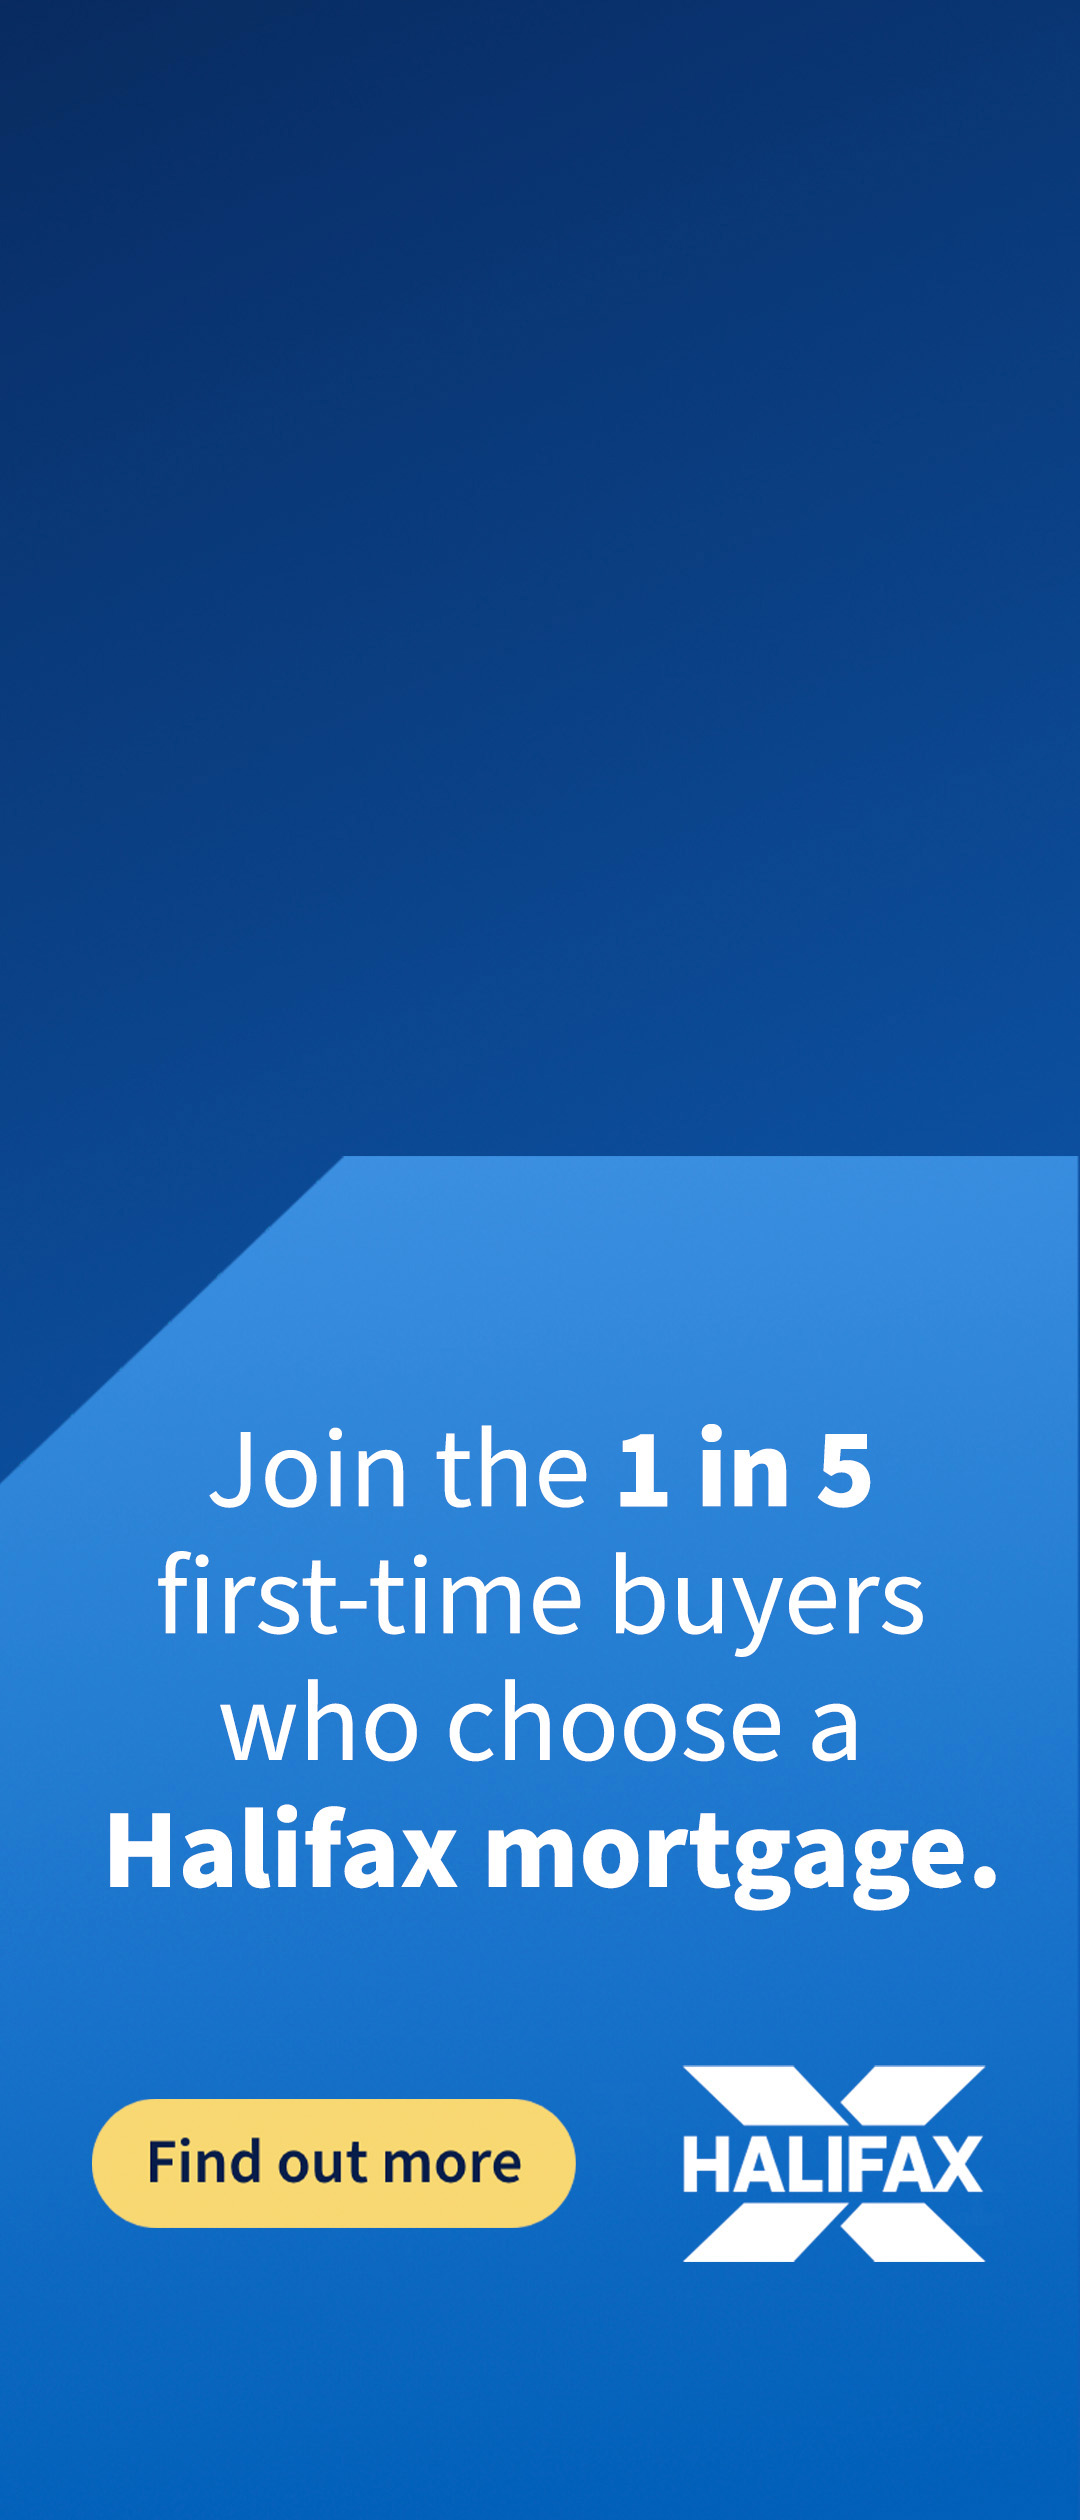 Join the 1 in 5
first-time buyers
who choose a
Halifax mortgage.
Find out more
HALIFAX